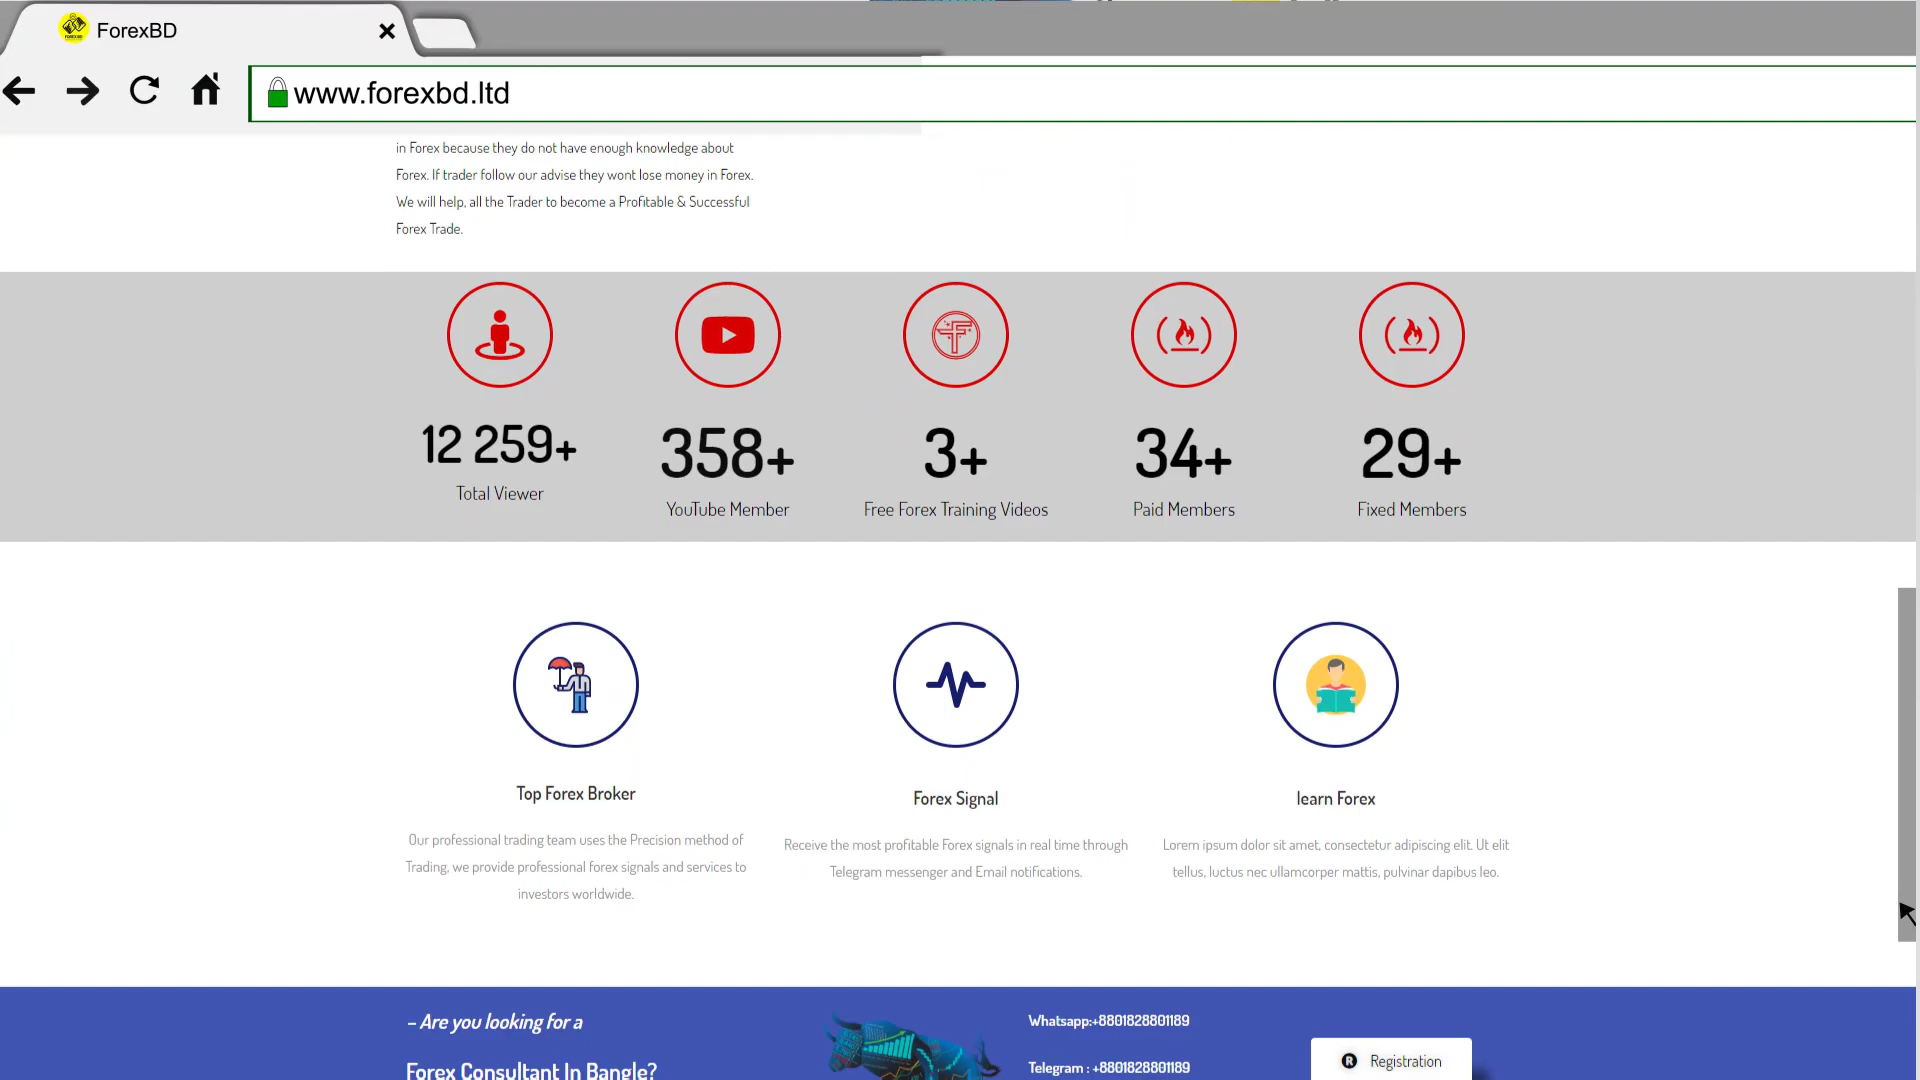 ForexBD
www.forexbd.ltd
in Forex because they do not have enough knowledge about
Forex. If trader follow our advise they wont lose money in Forex.
We will help, all the Trader to become a Profitable & Successful
Forex Trade.
12 259+
Total Viewer
358+
YouTube Member
3+
Free Forex Training Videos
34+
Paid Members
29+
Fixed Members
Top Forex Broker
Our professional trading team uses the Precision method of
Trading, we provide professional forex signals and services to
investors worldwide.
Forex Signal
Receive the most profitable Forex signals in real time through
Telegram messenger and Email notifications.
learn Forex
Lorem ipsum dolor sit amet, consectetur adipiscing elit. Ut elit
tellus, luctus nec ullamcorper mattis, pulvinar dapibus leo.
– Are you looking for a
Forex Consultant In Bangle?
Whatsapp:+8801828801189
Telegram : +8801828801189
R Registration